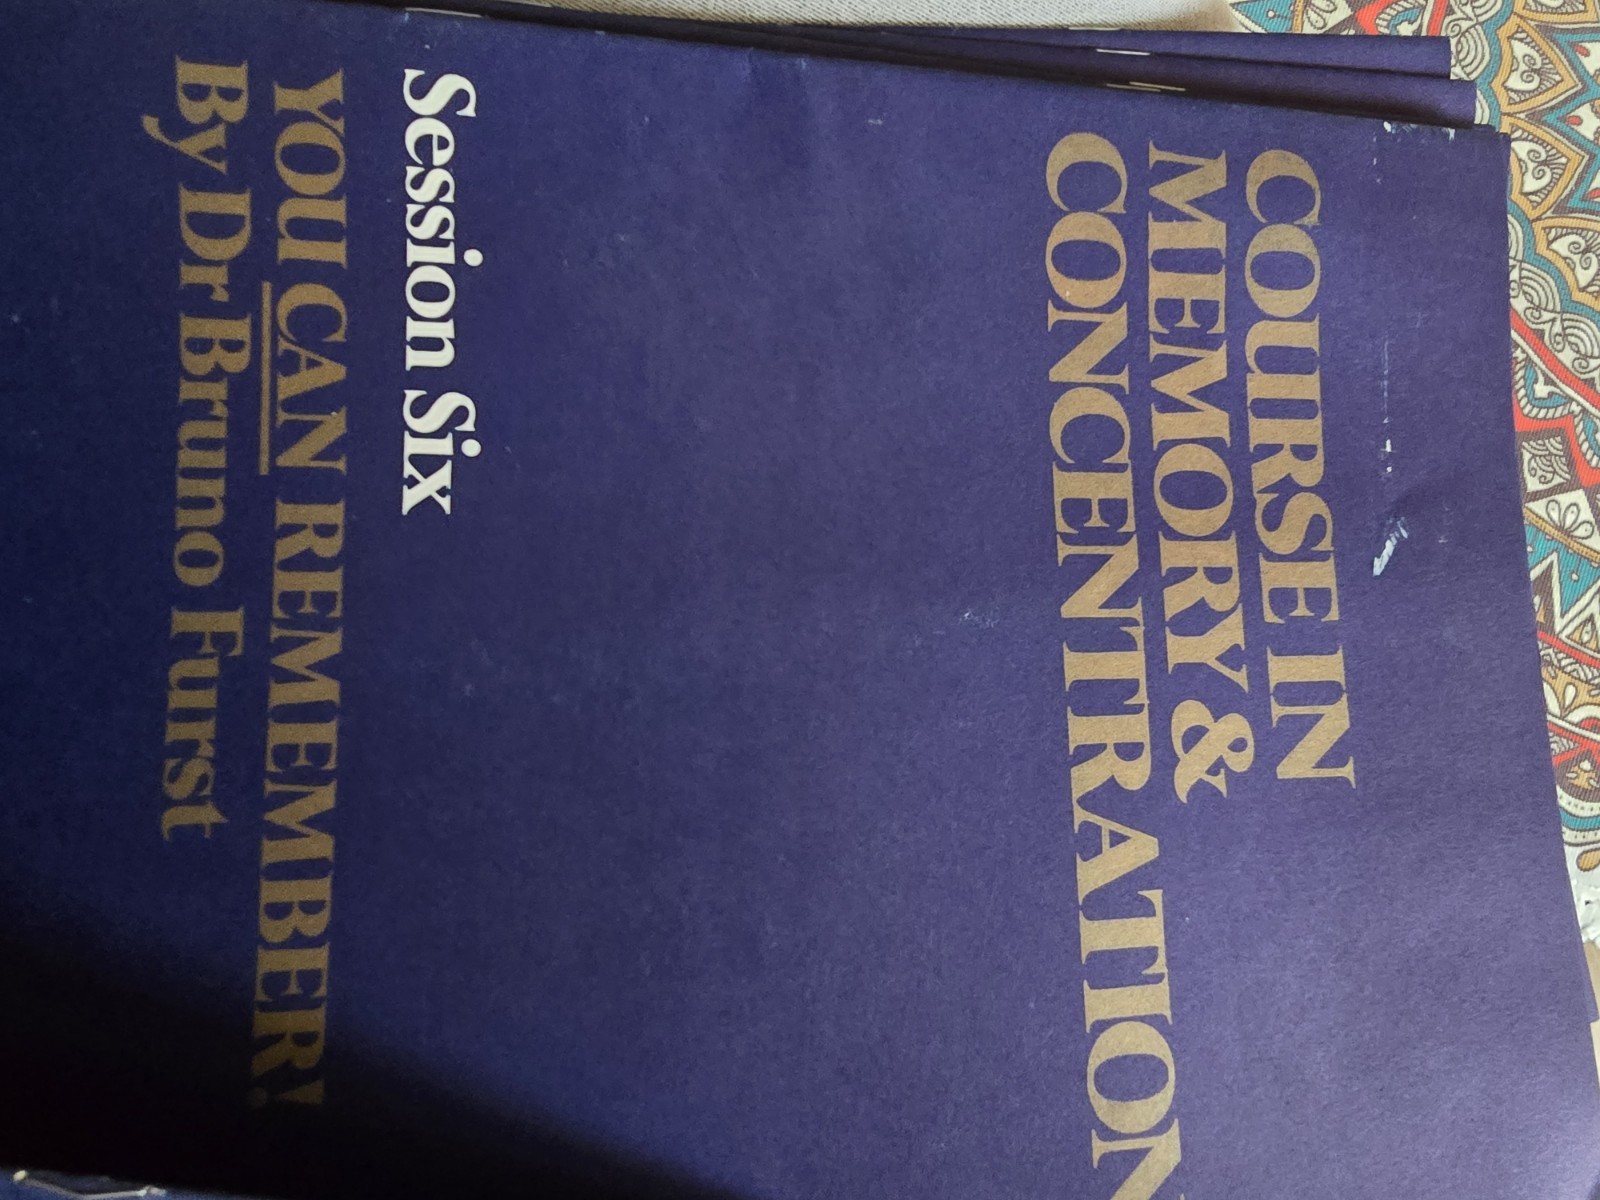 COURSE IN
MEMORY &
CONCENTRATION
Session Six
YOU CAN REMEMBER!
By Dr Bruno Furst